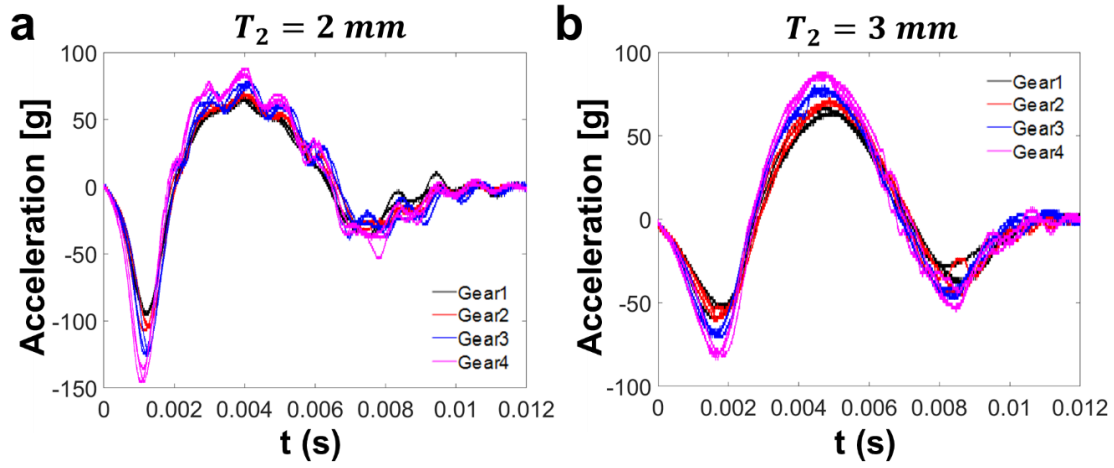 a
T₂ = 2 mm
Acceleration [g]
100
50
0
-50
-100
-150
Gear1
Gear2
Gear3
Gear4
0 0.002 0.004 0.006 0.008 0.01 0.012
t (s)
b
T₂ = 3 mm
Acceleration [g]
100
50
0
-50
-100
Gear1
Gear2
Gear3
Gear4
0 0.002 0.004 0.006 0.008 0.01 0.012
t (s)